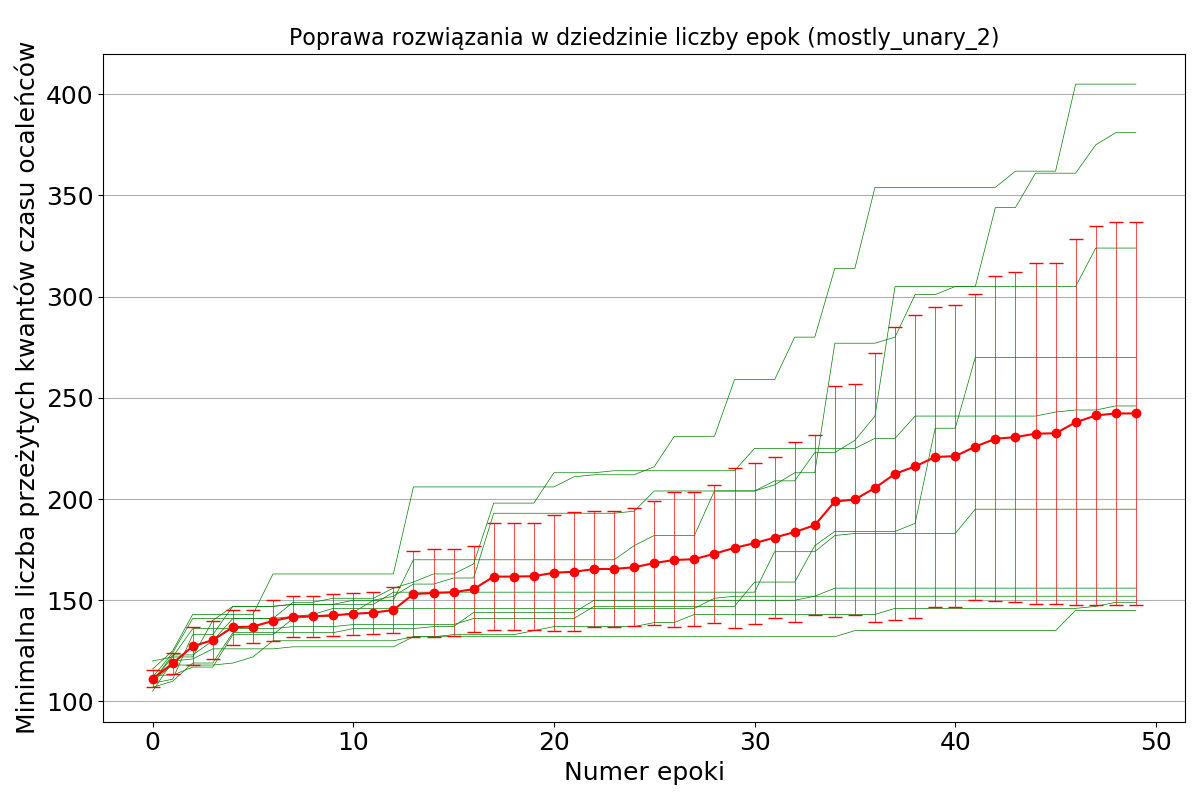 Poprawa rozwiązania w dziedzinie liczby epok (mostly_unary_2)
Minimalna liczba przeżytych kwantów czasu ocaleńców
400
350
300
250
200
150
100
0 10 20 30 40 50
Numer epoki